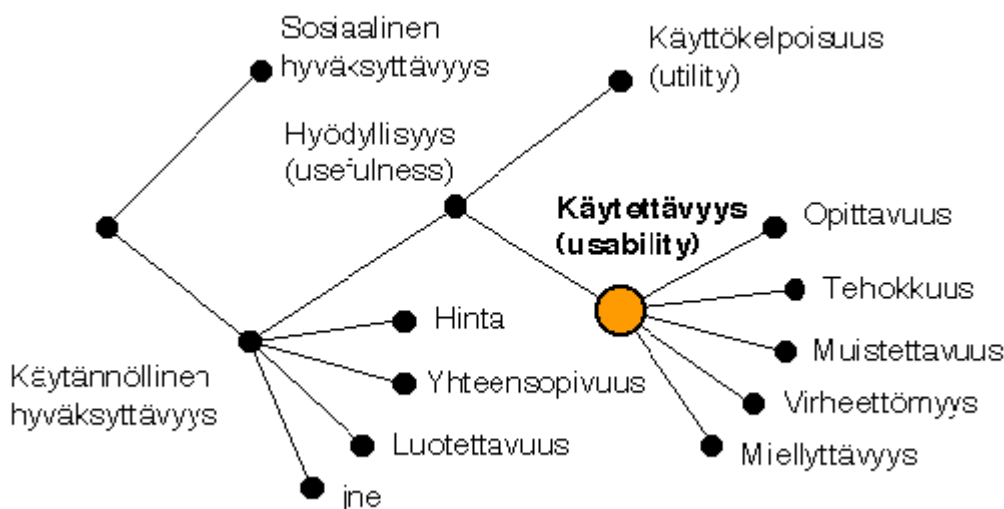 Sosiaalinen
hyväksyttävyys
Käyttökelpoisuus
(utility)
Hyödyllisyys
(usefulness)
Käytettävyys
(usability)
Opittavuus
Tehokkuus
Hinta
Muistettavuus
Käytännöllinen
hyväksyttävyys
Yhteensopivuus
Virheettömyys
Luotettavuus
Miellyttävyys
jne